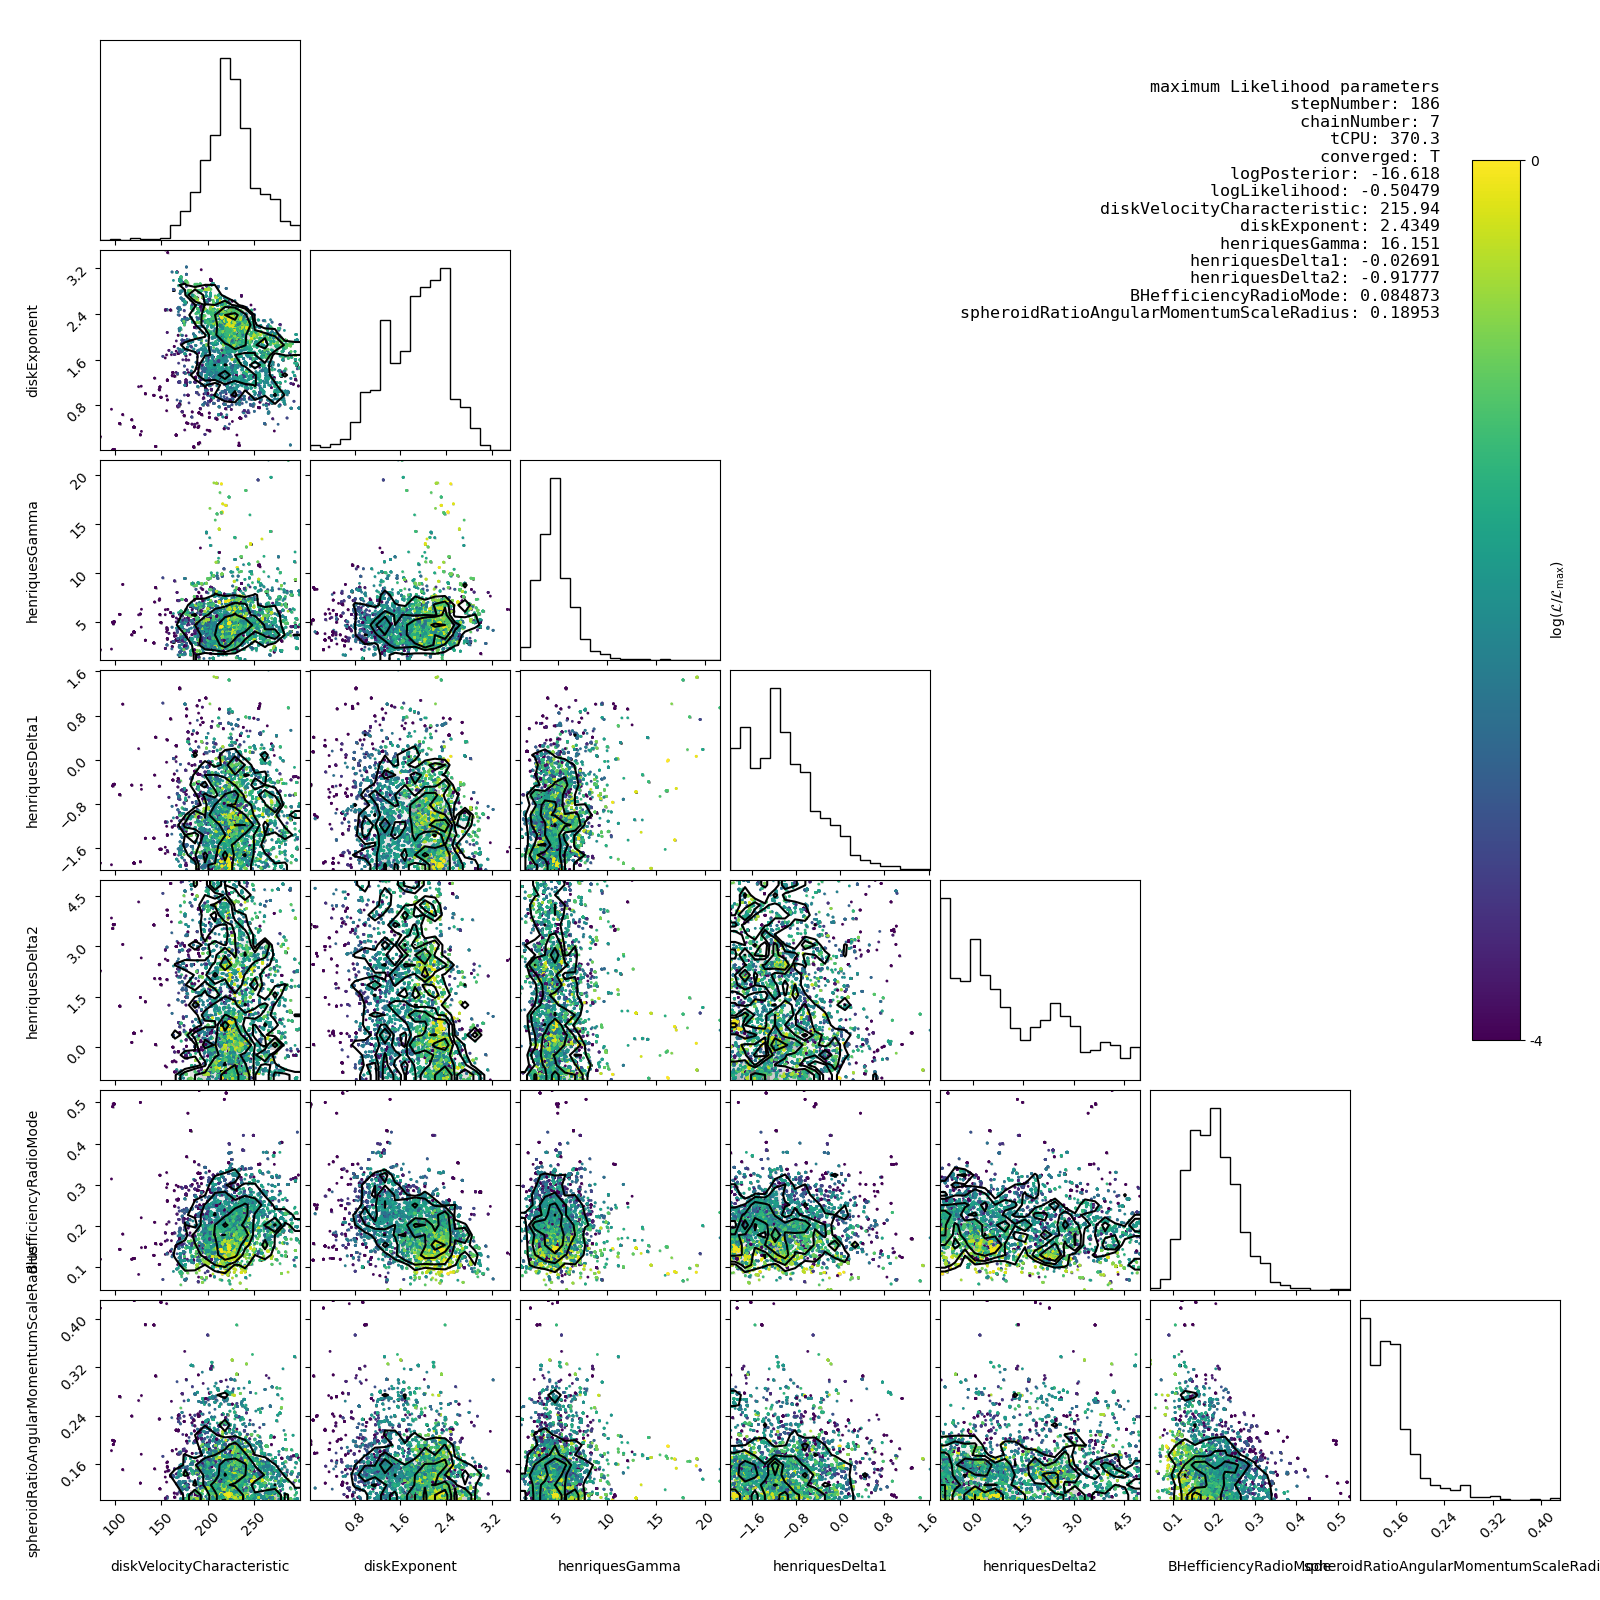 maximum Likelihood parameters
stepNumber: 186
chainNumber: 7
tCPU: 370.3
converged: T
logPosterior: -16.618
logLikelihood: -0.50479
diskVelocityCharacteristic: 215.94
diskExponent: 2.4349
henriquesGamma: 16.151
henriquesDelta1: -0.02691
henriquesDelta2: -0.91777
BHefficiencyRadioMode: 0.084873
spheroidRatioAngularMomentumScaleRadius: 0.18953
0
log(ℒ/ℒmax)
-4
diskExponent
3.2
2.4
1.6
0.8
henriquesGamma
20
15
10
5
henriquesDelta1
1.6
0.8
0.0
−0.8
−1.6
henriquesDelta2
4.5
3.0
1.5
0.0
BHefficiencyRadioMode
0.5
0.4
0.3
0.2
0.1
spheroidRatioAngularMomentumScaleRadius
0.40
0.32
0.24
0.16
100 150 200 250
0.8 1.6 2.4 3.2
5 10 15 20
−1.6 −0.8 0.0 0.8 1.6
0.0 1.5 3.0 4.5
0.1 0.2 0.3 0.4 0.5
0.16 0.24 0.32 0.40
diskVelocityCharacteristic
diskExponent
henriquesGamma
henriquesDelta1
henriquesDelta2
BHefficiencyRadioMode
spheroidRatioAngularMomentumScaleRadi